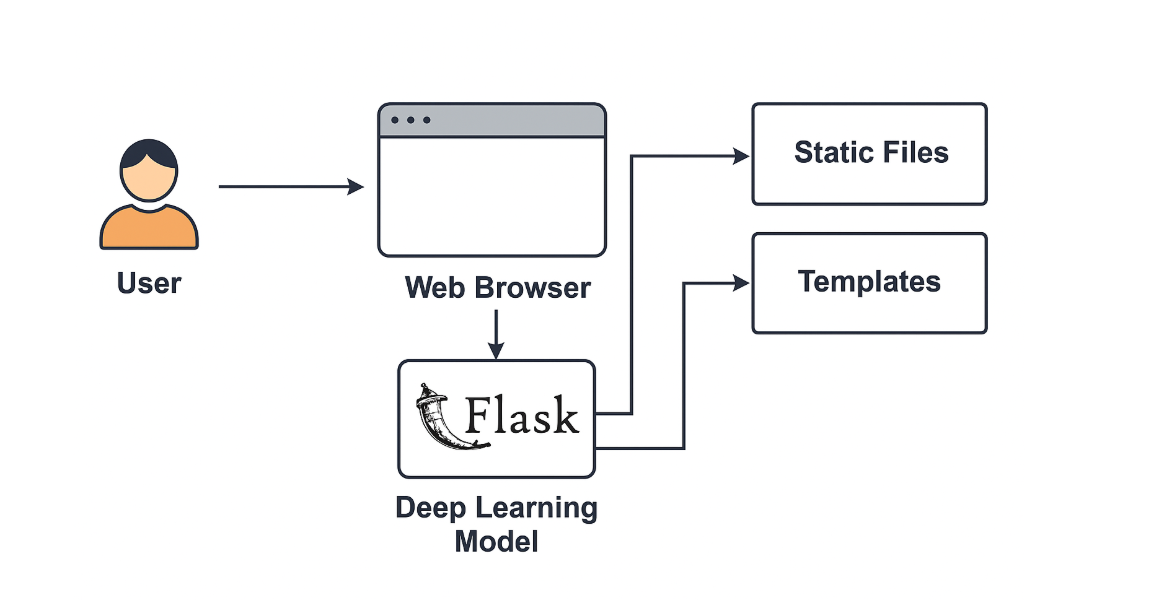 User
Web Browser
Static Files
Templates
Flask
Deep Learning
Model